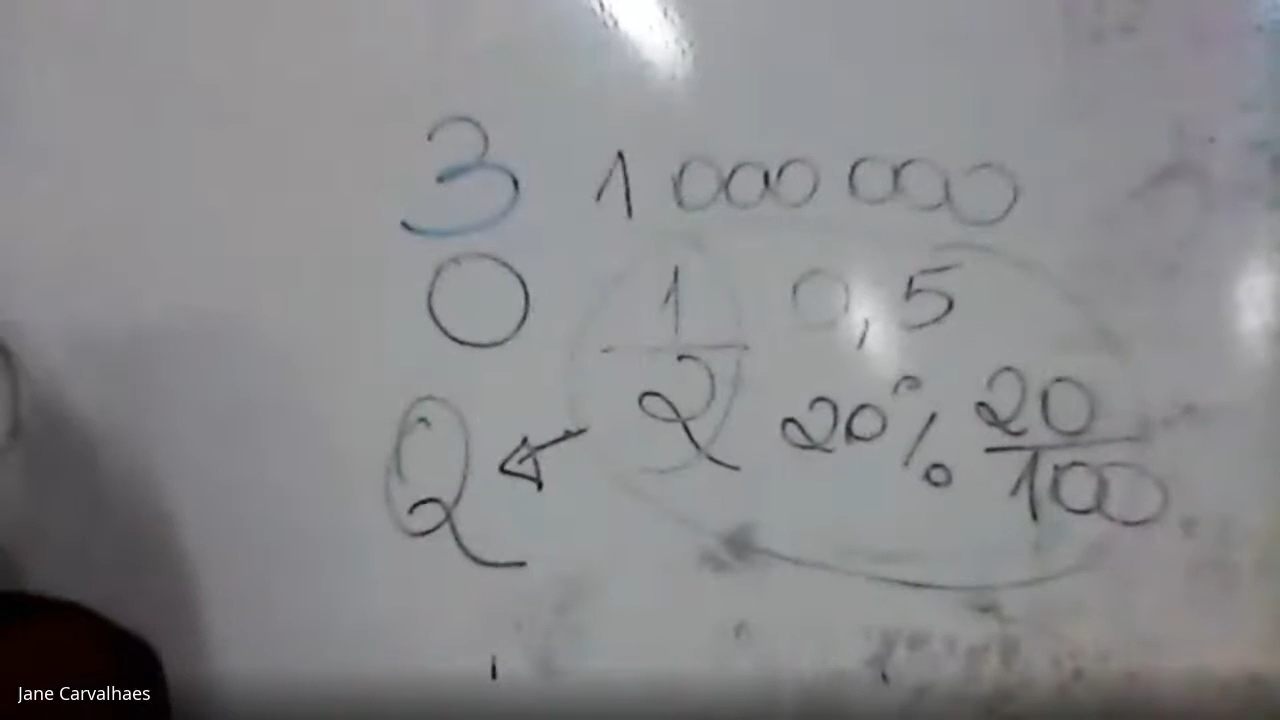 3 1 000 000
0 1/2 0,5
Q 20% 20/100
Jane Carvalhaes